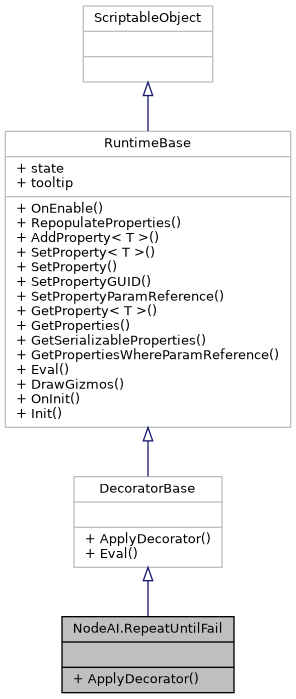 ScriptableObject
RuntimeBase
+ state
+ tooltip
+ OnEnable()
+ RepopulateProperties()
+ AddProperty< T >()
+ SetProperty< T >()
+ SetProperty()
+ SetPropertyGUID()
+ SetPropertyParamReference()
+ GetProperty< T >()
+ GetProperties()
+ GetSerializableProperties()
+ GetPropertiesWhereParamReference()
+ Eval()
+ DrawGizmos()
+ OnInit()
+ Init()
DecoratorBase
+ ApplyDecorator()
+ Eval()
NodeAI.RepeatUntilFail
+ ApplyDecorator()